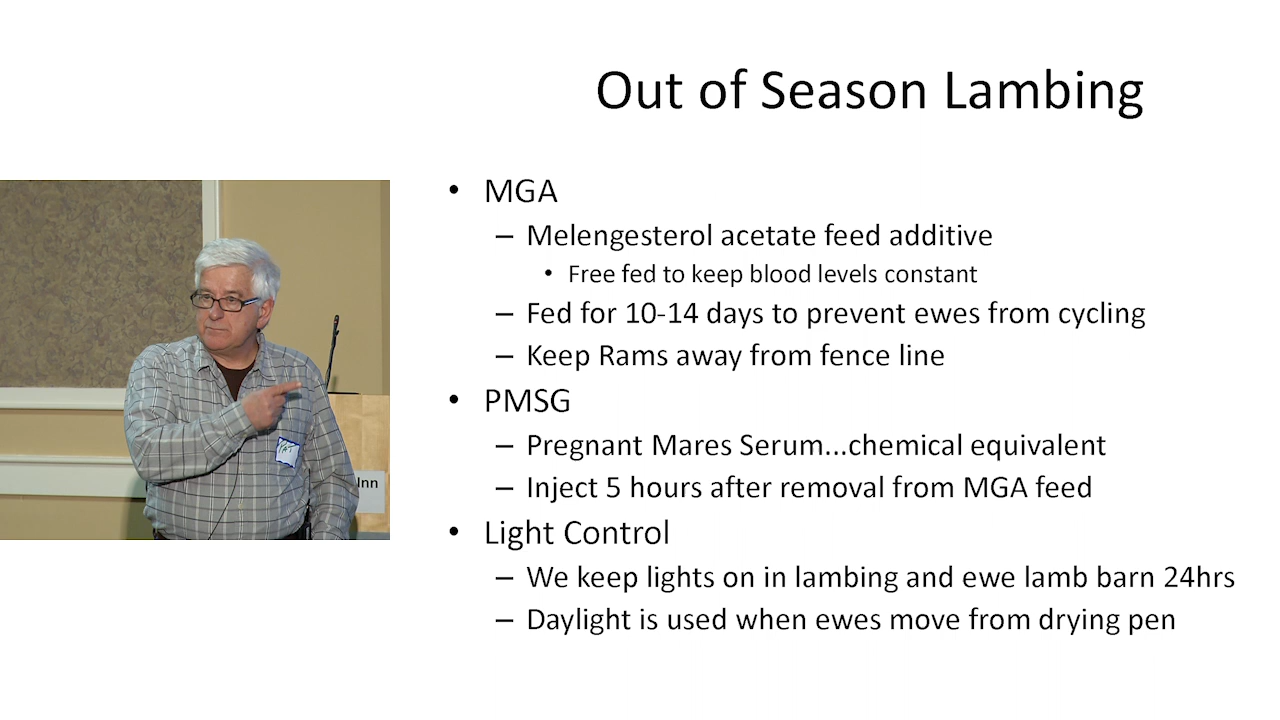 Out of Season Lambing
• MGA
– Melengesterol acetate feed additive
• Free fed to keep blood levels constant
– Fed for 10-14 days to prevent ewes from cycling
– Keep Rams away from fence line
• PMSG
– Pregnant Mares Serum...chemical equivalent
– Inject 5 hours after removal from MGA feed
• Light Control
– We keep lights on in lambing and ewe lamb barn 24hrs
– Daylight is used when ewes move from drying pen
PAT
Inn